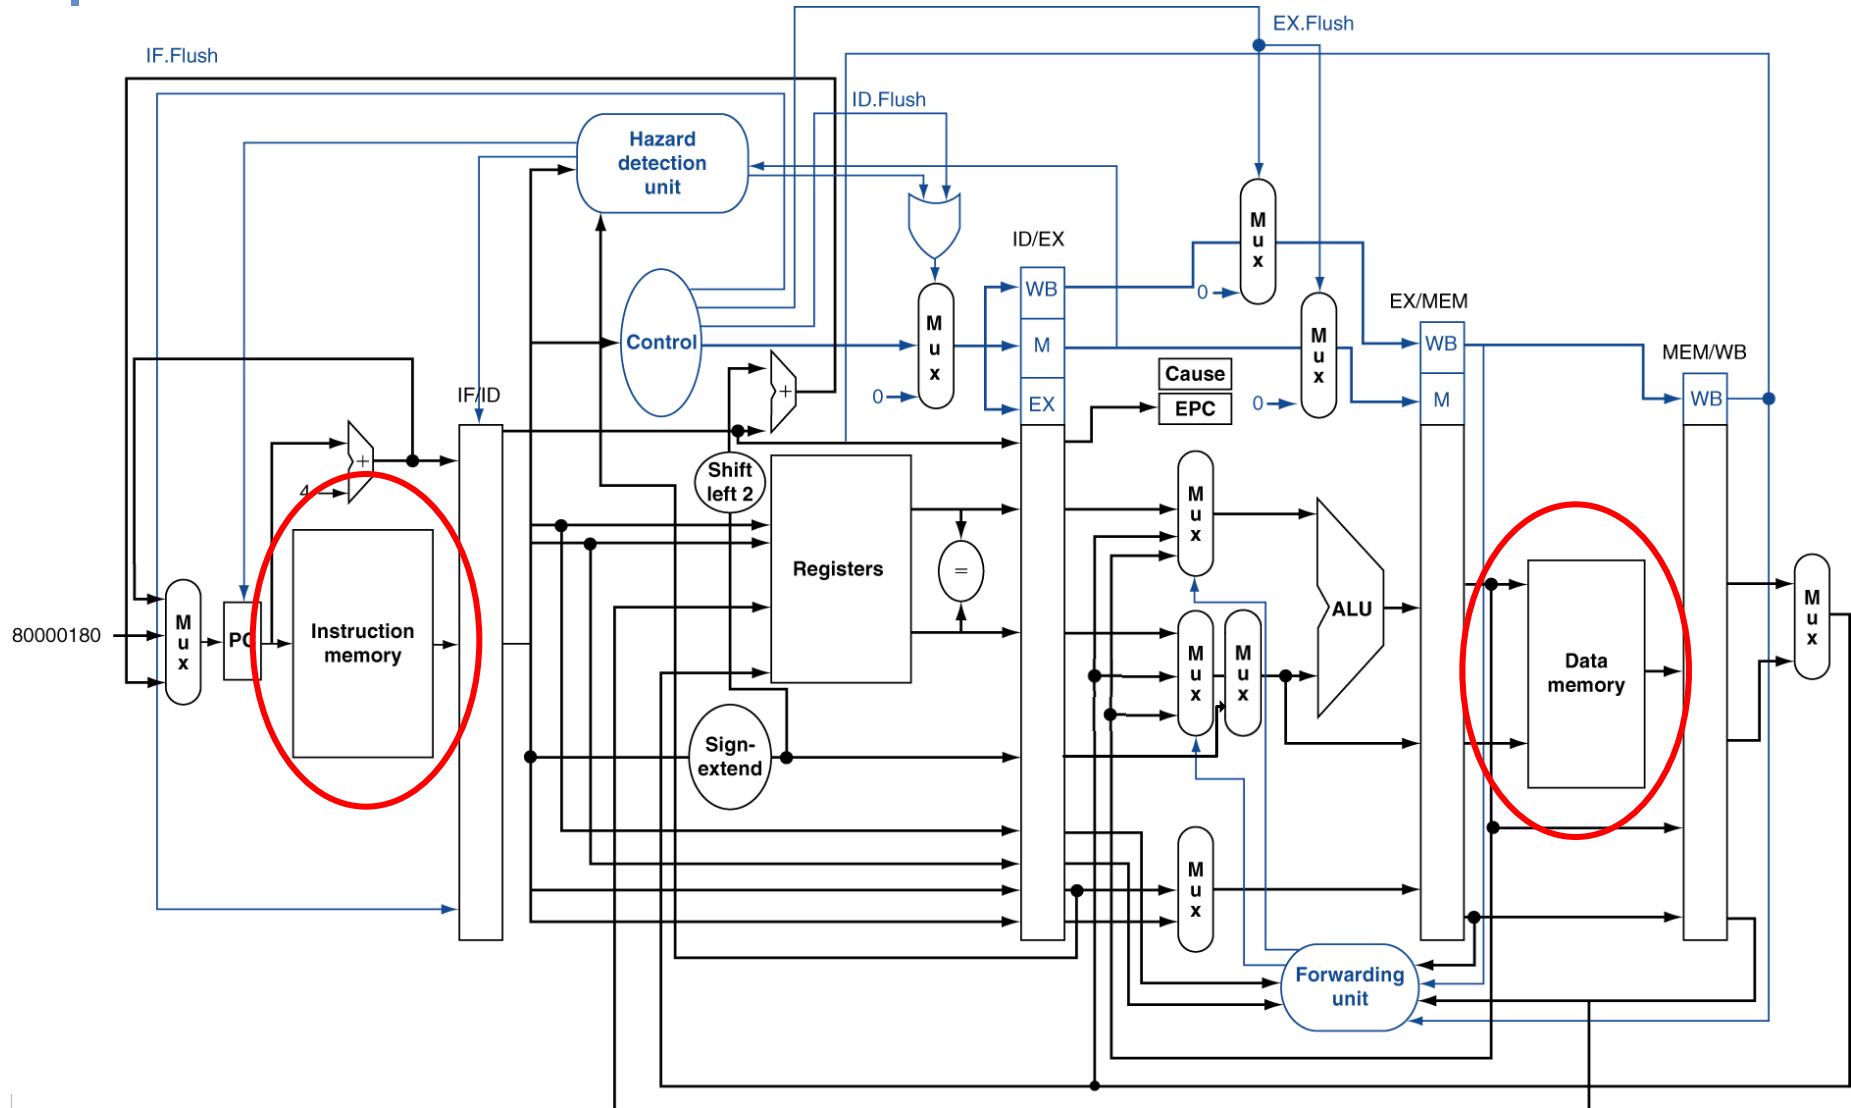 EX.Flush
IF.Flush
ID.Flush
Hazard
detection
unit
M
u
x
ID/EX
WB
0
EX/MEM
M
u
x
M
u
x
Control
M
WB
MEM/WB
Cause
0
EX
EPC
0
M
WB
IF/ID
+
+
4
Shift
left 2
M
u
x
Registers
=
ALU
M
u
x
80000180
M
u
x
PC
Instruction
memory
M
u
x
M
u
x
Data
memory
Sign-
extend
M
u
x
Forwarding
unit